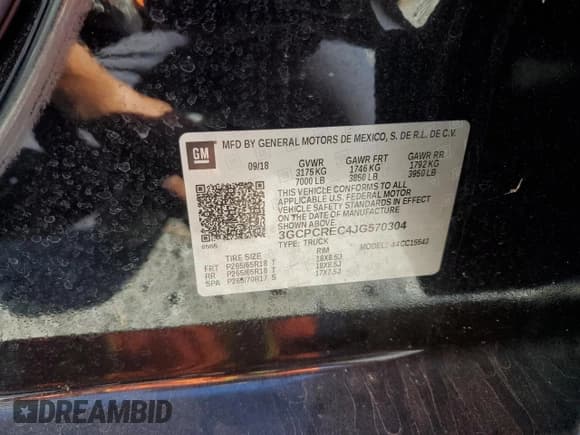 GM
MFD BY GENERAL MOTORS DE MEXICO, S. DE R.L. DE C.V.
09/18 GVWR GAWR FRT GAWR RR
3175 KG 1746 KG 1792 KG
7000 LB 3850 LB 3950 LB
THIS VEHICLE CONFORMS TO ALL
APPLICABLE U.S. FEDERAL MOTOR
VEHICLE SAFETY STANDARDS IN
EFFECT ON THE DATE OF MANUFACTURE
SHOWN ABOVE.
3GCPCREC4JG570304
TYPE: TRUCK MODEL:
TIRE SIZE RIM
FRT P265/65R18 T 18X8.5J
RR P265/65R18 T 18X8.5J
SPA P265/70R17 S 17X7.5J
DREAMBID